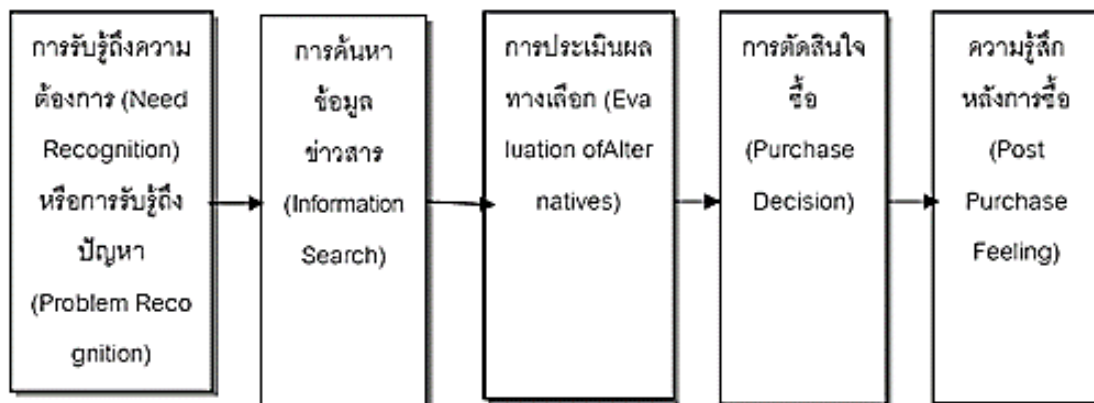 การรับรู้ถึงความ
ต้องการ (Need
Recognition)
หรือการรับรู้ถึง
ปัญหา
(Problem Reco
gnition)
การค้นหา
ข้อมูล
ข่าวสาร
(Information
Search)
การประเมินผล
ทางเลือก (Eva
luation ofAlter
natives)
การตัดสินใจ
ซื้อ
(Purchase
Decision)
ความรู้สึก
หลังการซื้อ
(Post
Purchase
Feeling)